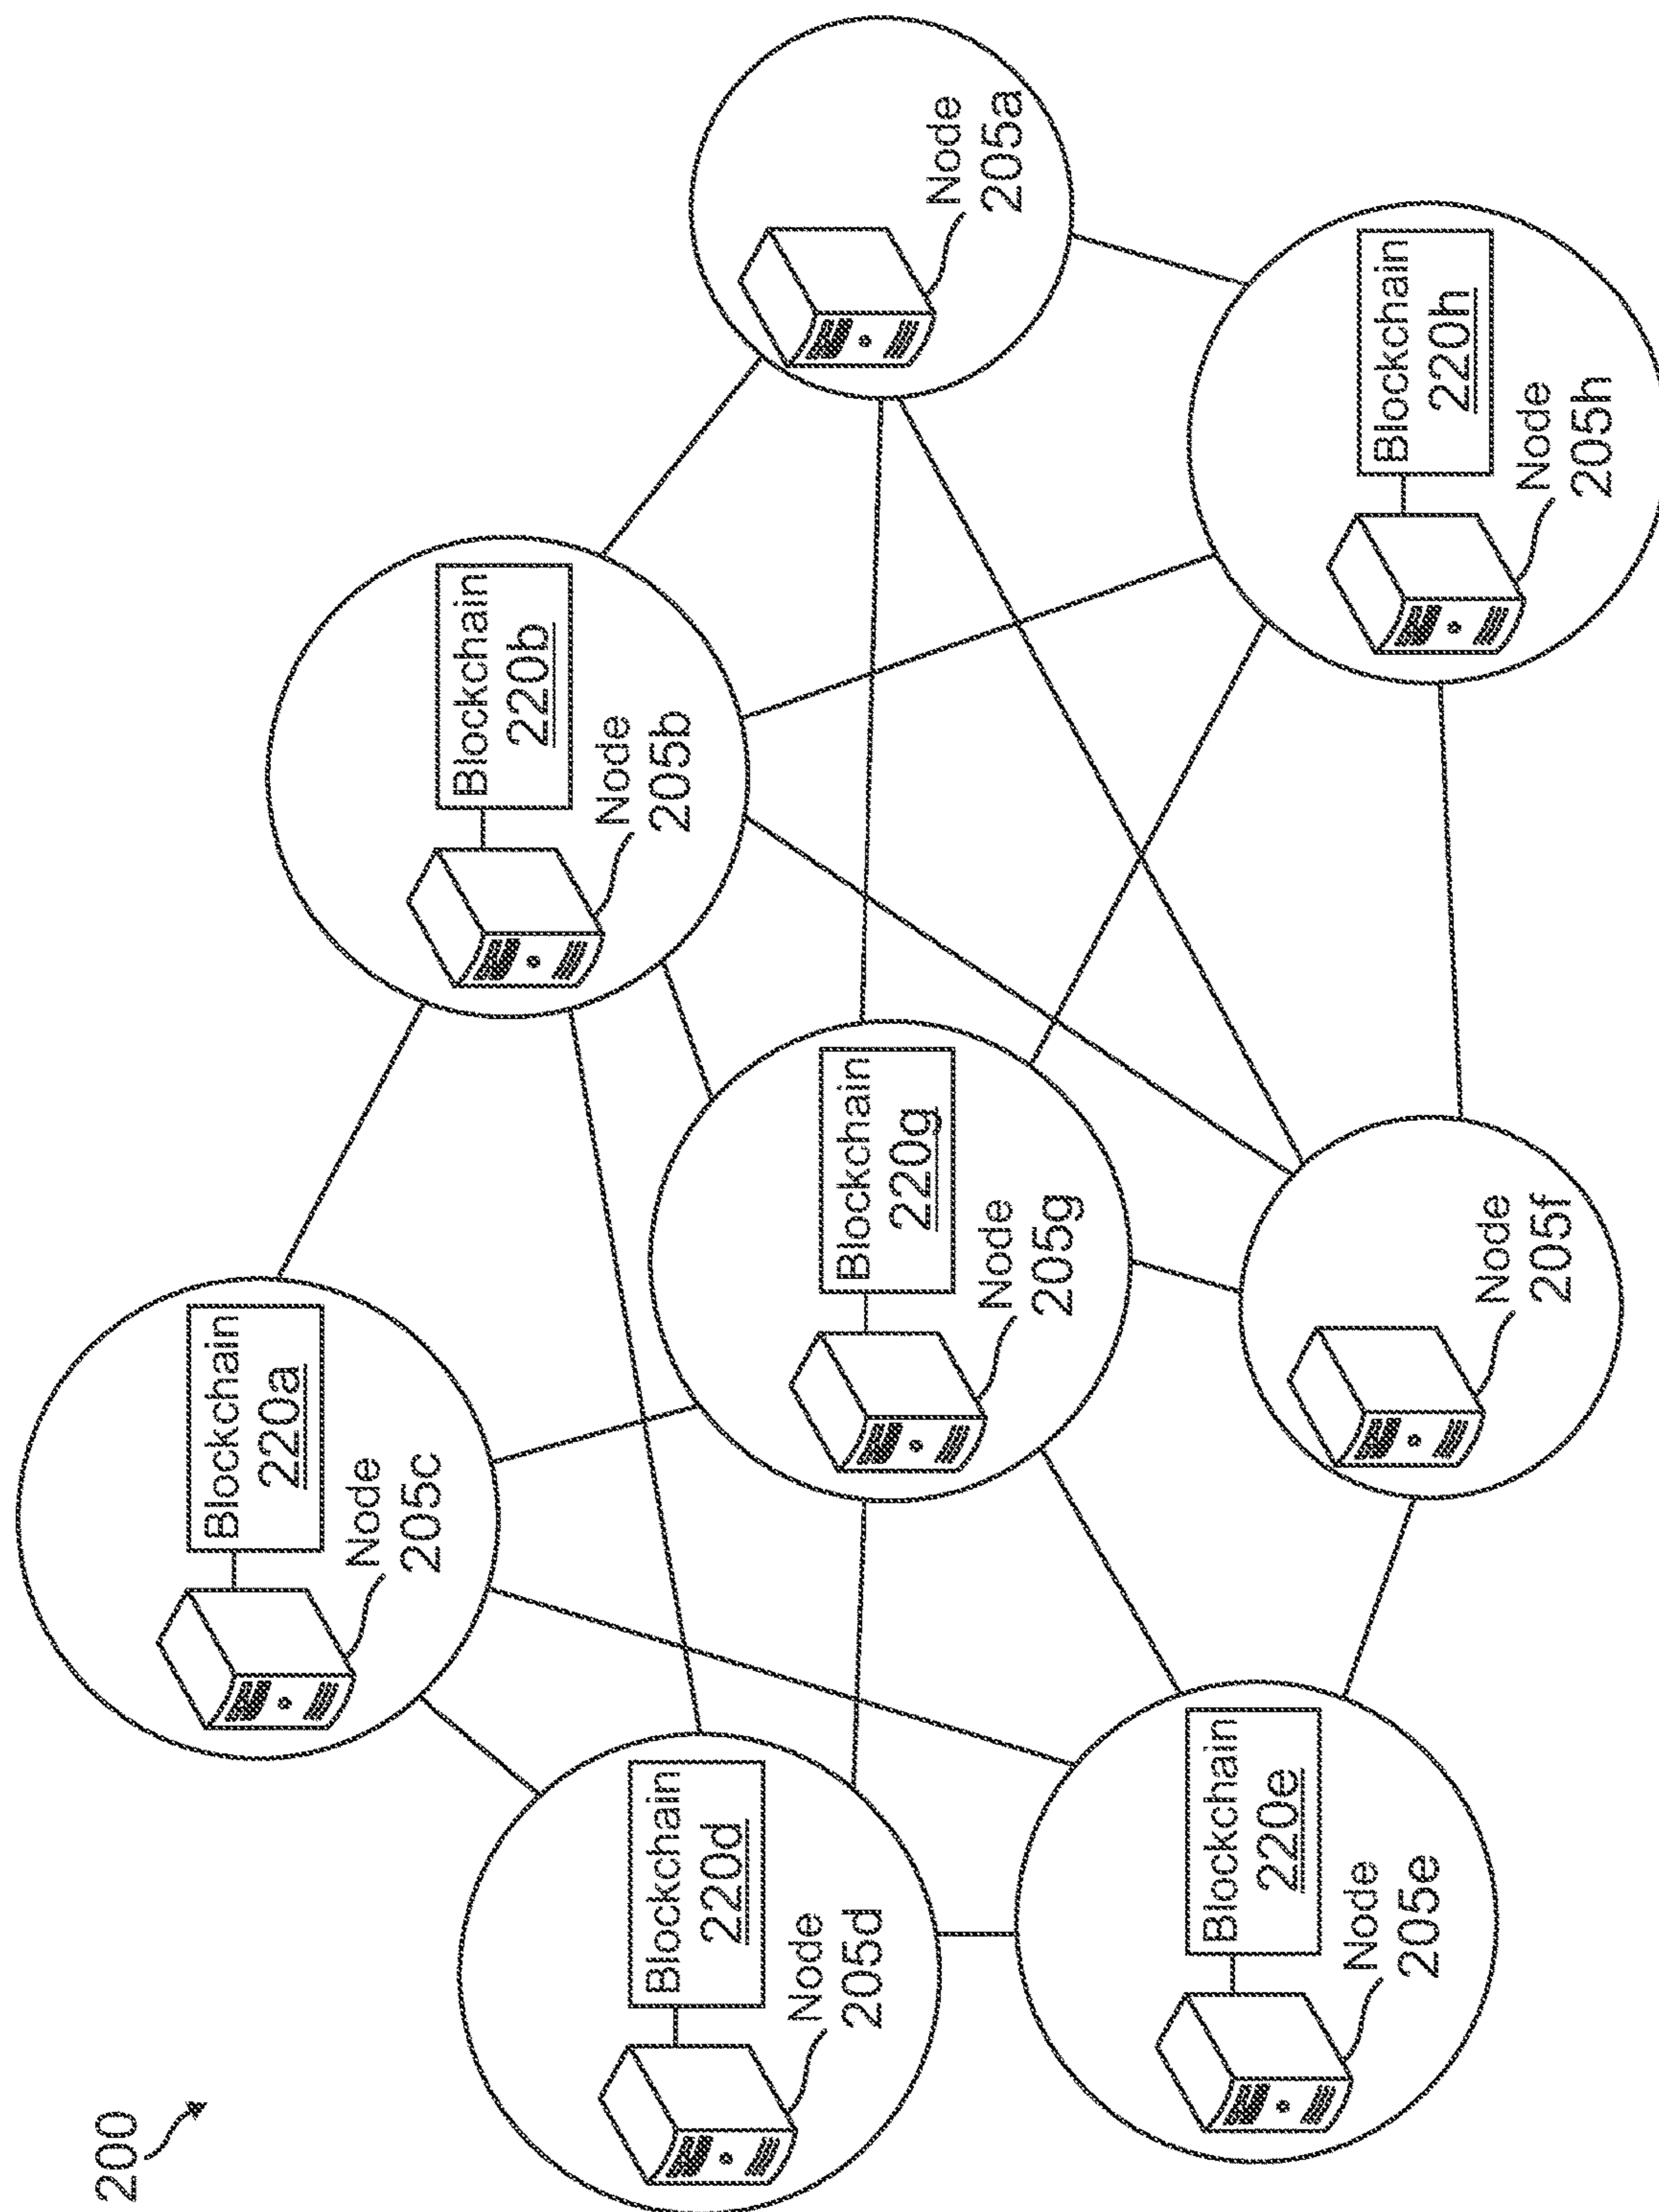 200
Blockchain
220a
Node
205c
Blockchain
220b
Node
205b
Blockchain
220d
Node
205d
Blockchain
220g
Node
205g
Node
205a
Blockchain
220e
Node
205e
Node
205f
Blockchain
220h
Node
205h